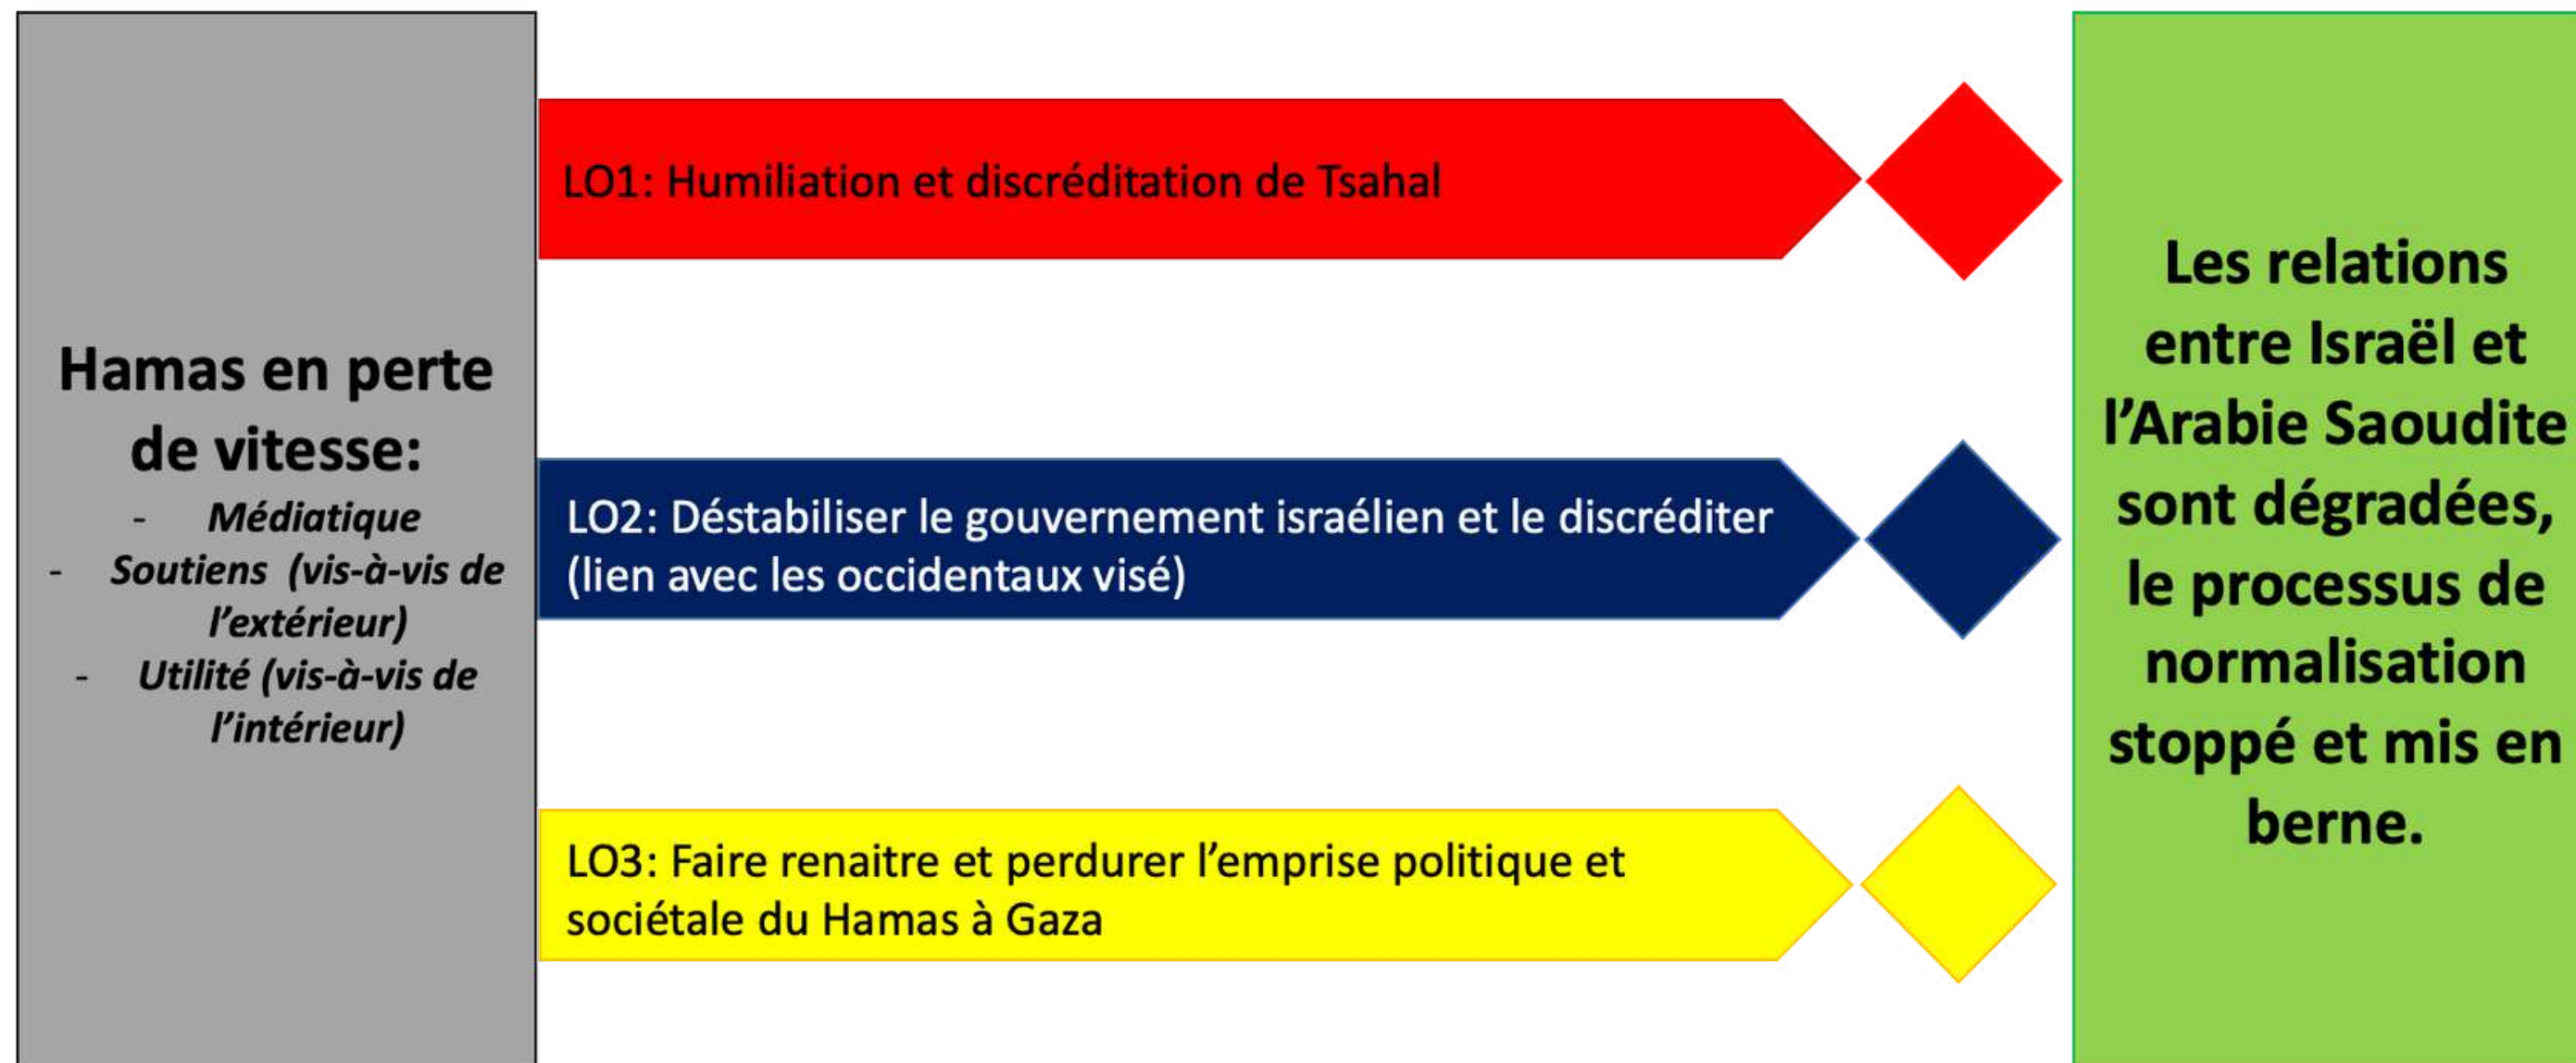 Hamas en perte
de vitesse:
- Médiatique
- Soutiens (vis-à-vis de
l’extérieur)
- Utilité (vis-à-vis de
l’intérieur)
LO1: Humiliation et discréditation de Tsahal
LO2: Déstabiliser le gouvernement israélien et le discréditer
(lien avec les occidentaux visé)
LO3: Faire renaitre et perdurer l’emprise politique et
sociétale du Hamas à Gaza
Les relations
entre Israël et
l’Arabie Saoudite
sont dégradées,
le processus de
normalisation
stoppé et mis en
berne.